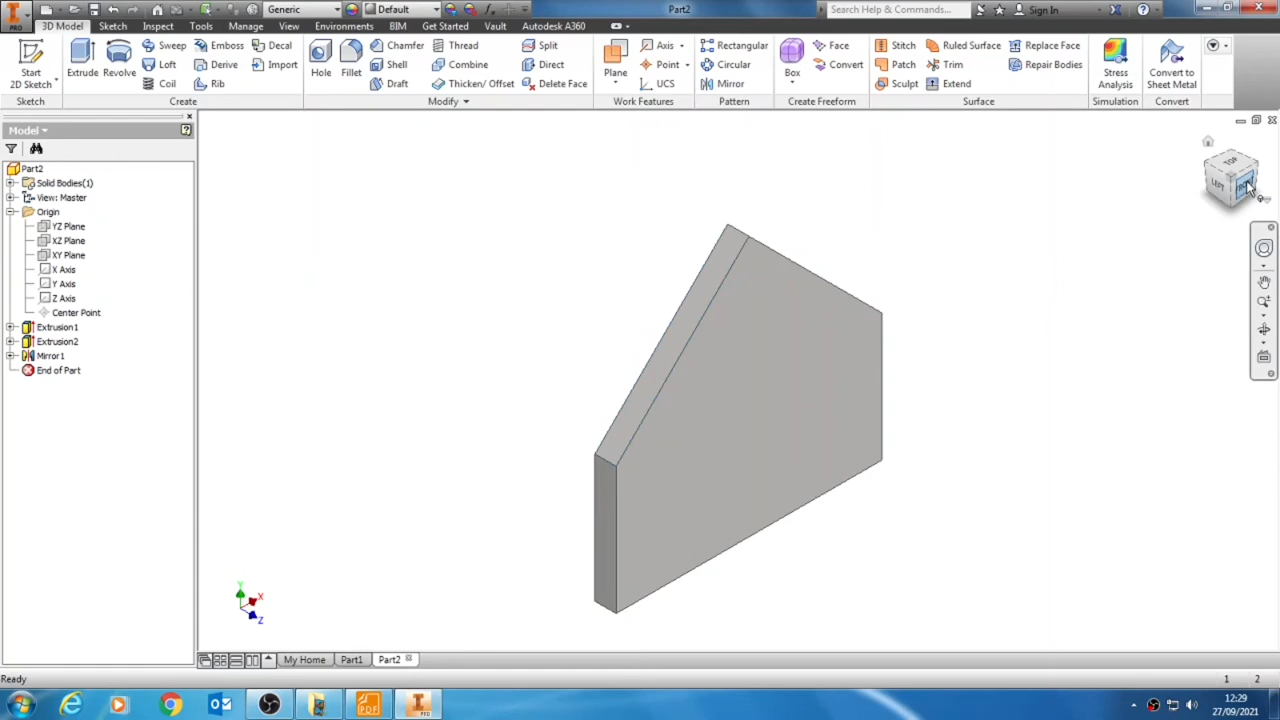 Generic
Default
Part2
Search Help & Commands...
Sign In
PRO
3D Model
Sketch
Inspect
Tools
Manage
View
Environments
BIM
Get Started
Vault
Autodesk A360
Start
2D Sketch
Extrude
Revolve
Sweep
Loft
Coil
Emboss
Derive
Rib
Decal
Import
Hole
Fillet
Chamfer
Shell
Draft
Thread
Combine
Thicken/ Offset
Split
Direct
Delete Face
Plane
Axis
Point
UCS
Rectangular
Circular
Mirror
Box
Face
Convert
Stitch
Patch
Sculpt
Ruled Surface
Trim
Extend
Replace Face
Repair Bodies
Stress
Analysis
Convert to
Sheet Metal
Sketch
Create
Modify
Work Features
Pattern
Create Freeform
Surface
Simulation
Convert
Model
Part2
Solid Bodies(1)
View: Master
Origin
YZ Plane
XZ Plane
XY Plane
X Axis
Y Axis
Z Axis
Center Point
Extrusion1
Extrusion2
Mirror1
End of Part
TOP
LEFT
Y
X
Z
My Home
Part1
Part2
Ready
1
2
PDF
PRO
12:29
27/09/2021